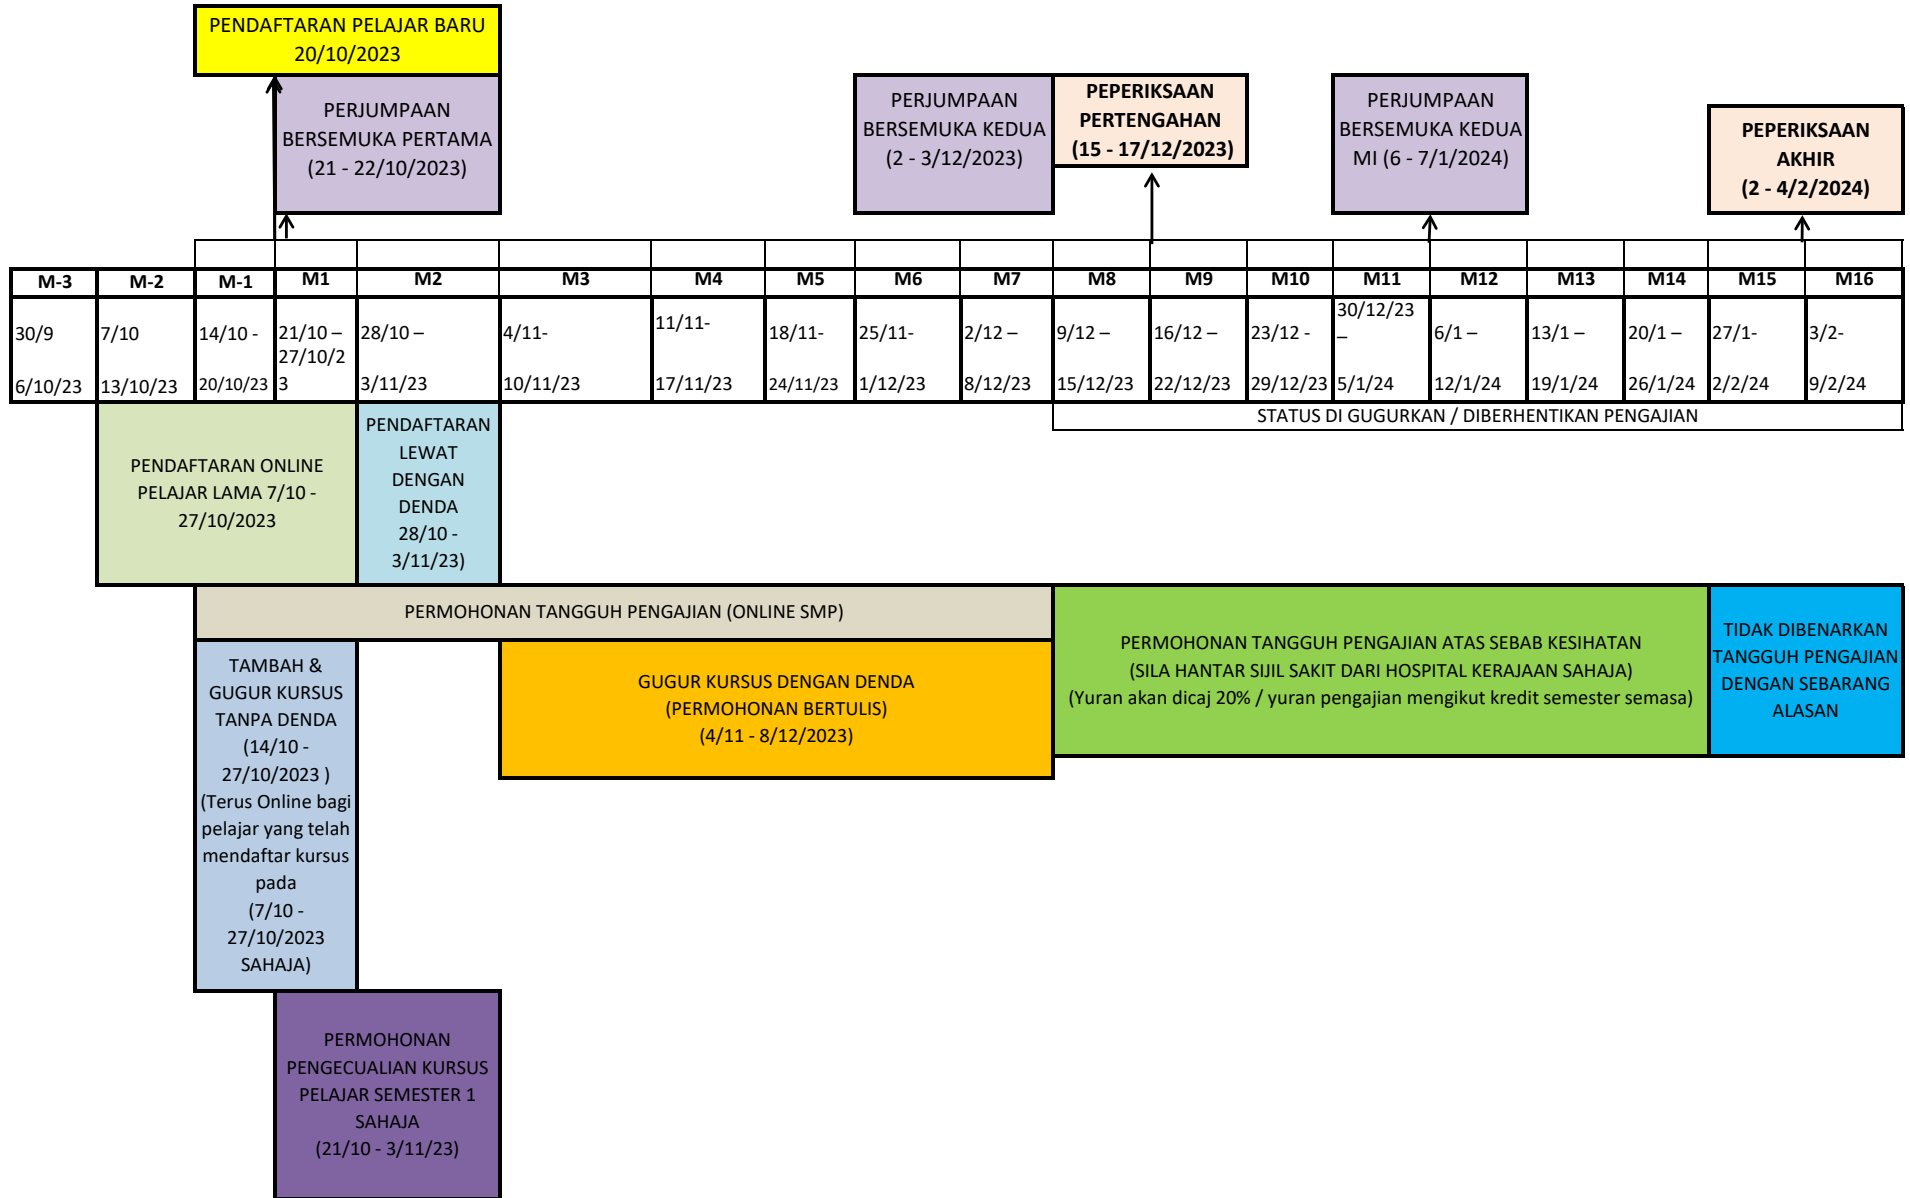 PENDAFTARAN PELAJAR BARU
20/10/2023
PERJUMPAAN
BERSEMUKA PERTAMA
(21 - 22/10/2023)
PERJUMPAAN
BERSEMUKA KEDUA
(2 - 3/12/2023)
PEPERIKSAAN
PERTENGAHAN
(15 - 17/12/2023)
PERJUMPAAN
BERSEMUKA KEDUA
MI (6 - 7/1/2024)
PEPERIKSAAN
AKHIR
(2 - 4/2/2024)
M-3 M-2 M-1 M1 M2 M3 M4 M5 M6 M7 M8 M9 M10 M11 M12 M13 M14 M15 M16
30/9
6/10/23
7/10
13/10/23
14/10 -
20/10/23
21/10 –
27/10/2
3
28/10 –
3/11/23
4/11-
10/11/23
11/11-
17/11/23
18/11-
24/11/23
25/11-
1/12/23
2/12 –
8/12/23
9/12 –
15/12/23
16/12 –
22/12/23
23/12 -
29/12/23
30/12/23
–
5/1/24
6/1 –
12/1/24
13/1 –
19/1/24
20/1 –
26/1/24
27/1-
2/2/24
3/2-
9/2/24
STATUS DI GUGURKAN / DIBERHENTIKAN PENGAJIAN
PENDAFTARAN ONLINE
PELAJAR LAMA 7/10 -
27/10/2023
PENDAFTARAN
LEWAT
DENGAN
DENDA
28/10 -
3/11/23)
PERMOHONAN TANGGUH PENGAJIAN (ONLINE SMP)
TAMBAH &
GUGUR KURSUS
TANPA DENDA
(14/10 -
27/10/2023 )
(Terus Online bagi
pelajar yang telah
mendaftar kursus
pada
(7/10 -
27/10/2023
SAHAJA)
GUGUR KURSUS DENGAN DENDA
(PERMOHONAN BERTULIS)
(4/11 - 8/12/2023)
PERMOHONAN TANGGUH PENGAJIAN ATAS SEBAB KESIHATAN
(SILA HANTAR SIJIL SAKIT DARI HOSPITAL KERAJAAN SAHAJA)
(Yuran akan dicaj 20% / yuran pengajian mengikut kredit semester semasa)
TIDAK DIBENARKAN
TANGGUH PENGAJIAN
DENGAN SEBARANG
ALASAN
PERMOHONAN
PENGECUALIAN KURSUS
PELAJAR SEMESTER 1
SAHAJA
(21/10 - 3/11/23)